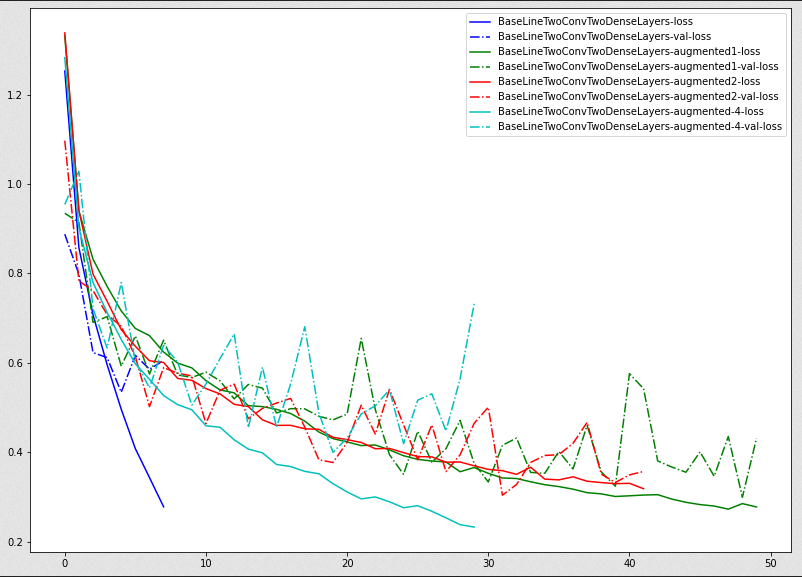 BaseLineTwoConvTwoDenseLayers-loss
BaseLineTwoConvTwoDenseLayers-val-loss
BaseLineTwoConvTwoDenseLayers-augmented1-loss
BaseLineTwoConvTwoDenseLayers-augmented1-val-loss
BaseLineTwoConvTwoDenseLayers-augmented2-loss
BaseLineTwoConvTwoDenseLayers-augmented2-val-loss
BaseLineTwoConvTwoDenseLayers-augmented-4-loss
BaseLineTwoConvTwoDenseLayers-augmented-4-val-loss
1.2
1.0
0.8
0.6
0.4
0.2
0 10 20 30 40 50